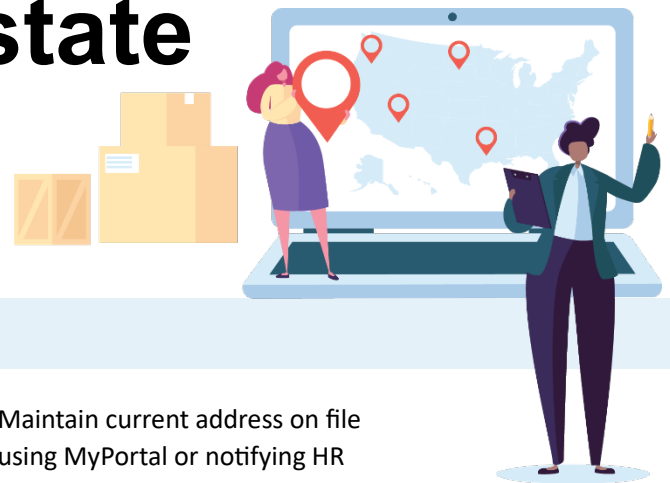 state
Maintain current address on file
using MyPortal or notifying HR